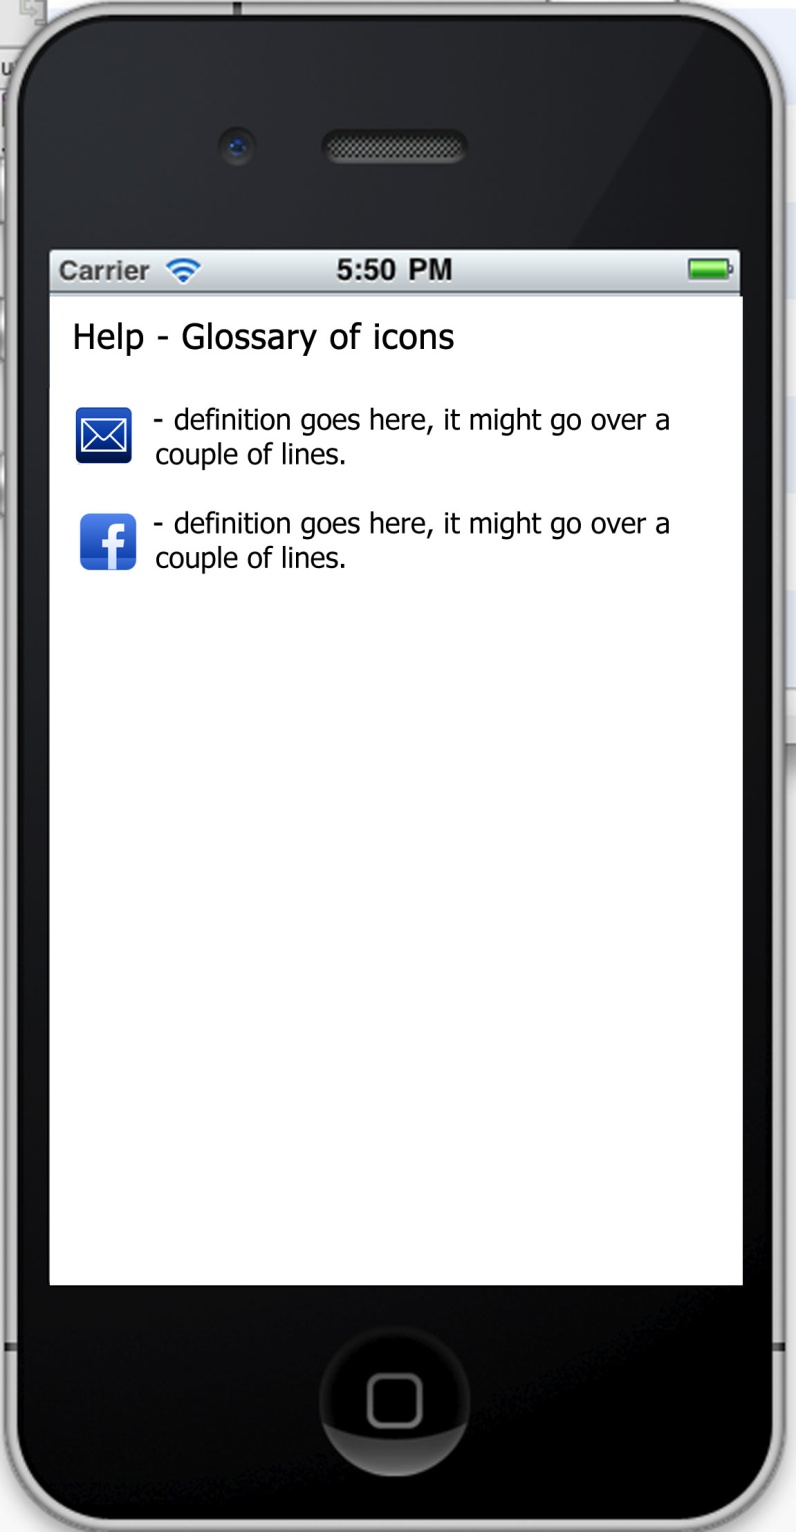 Carrier 5:50 PM
Help - Glossary of icons
- definition goes here, it might go over a
couple of lines.
f - definition goes here, it might go over a
couple of lines.